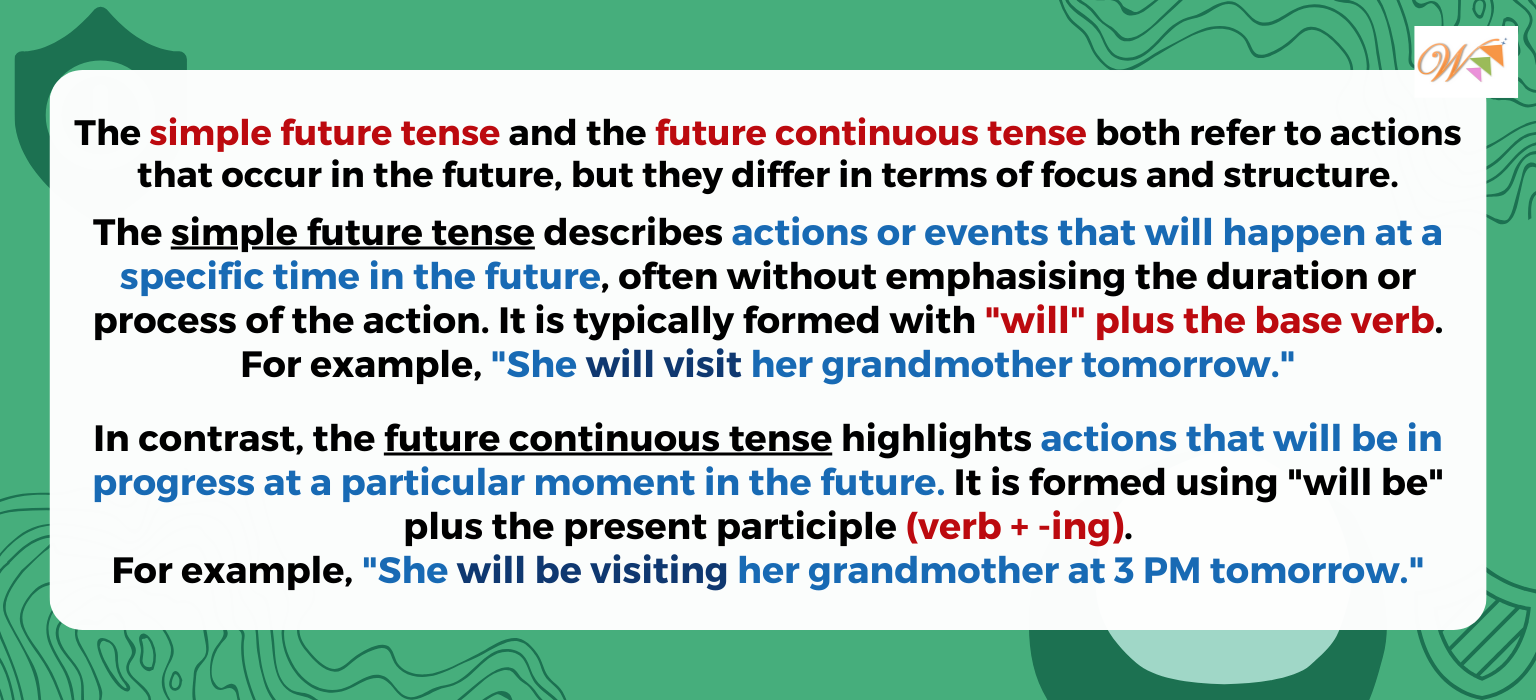 W
The simple future tense and the future continuous tense both refer to actions
that occur in the future, but they differ in terms of focus and structure.
The simple future tense describes actions or events that will happen at a
specific time in the future, often without emphasising the duration or
process of the action. It is typically formed with "will" plus the base verb.
For example, "She will visit her grandmother tomorrow."
In contrast, the future continuous tense highlights actions that will be in
progress at a particular moment in the future. It is formed using "will be"
plus the present participle (verb + -ing).
For example, "She will be visiting her grandmother at 3 PM tomorrow."